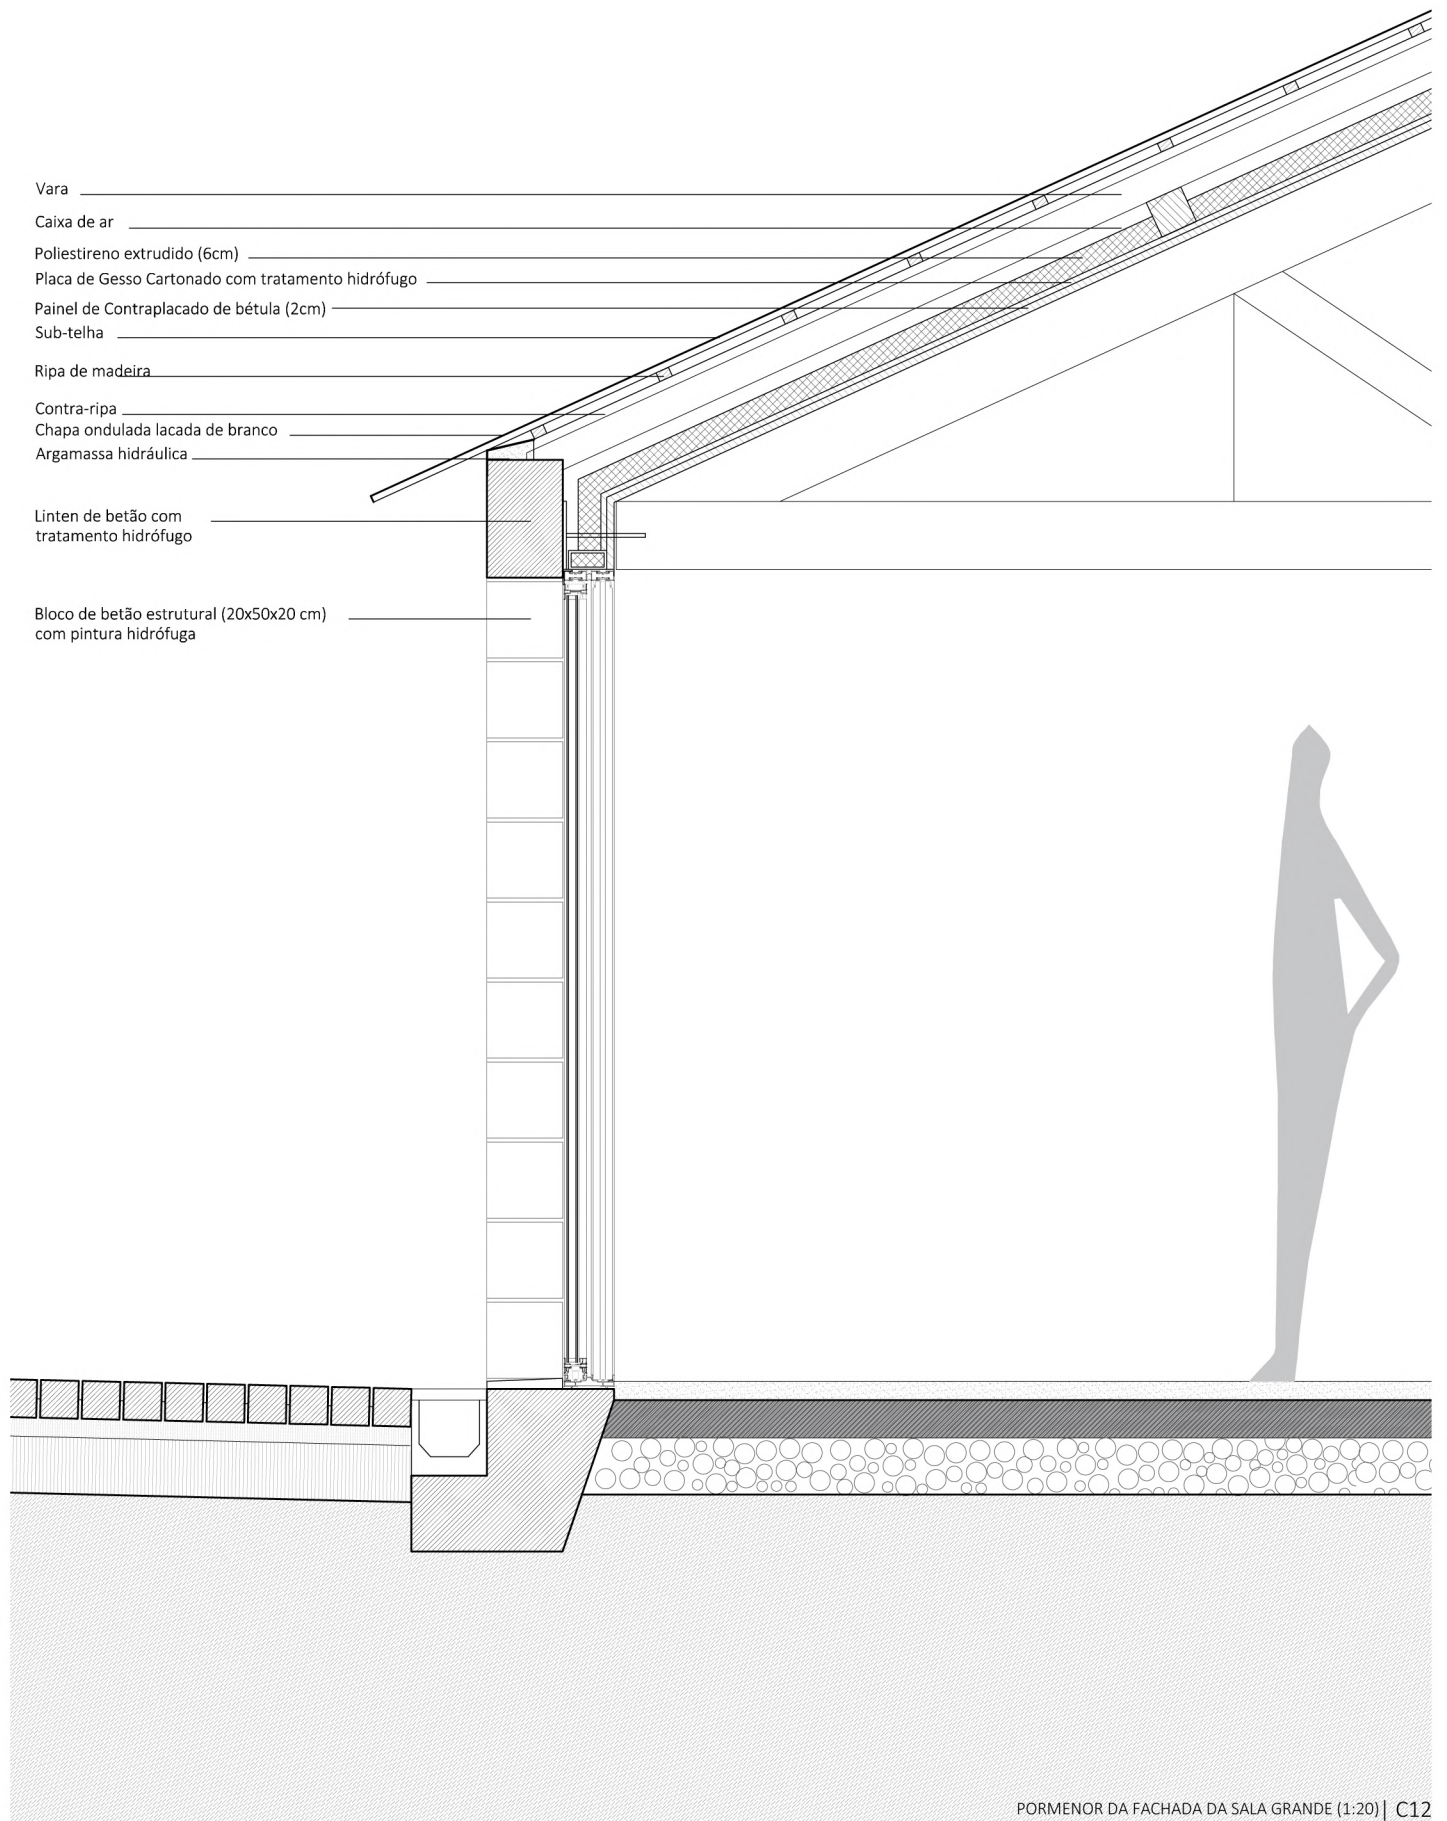 Vara
Caixa de ar
Poliestireno extrudido (6cm)
Placa de Gesso Cartonado com tratamento hidrófugo
Painel de Contraplacado de bétula (2cm)
Sub-telha
Ripa de madeira
Contra-ripa
Chapa ondulada lacada de branco
Argamassa hidráulica
Linten de betão com
tratamento hidrófugo
Bloco de betão estrutural (20x50x20 cm)
com pintura hidrófuga
PORMENOR DA FACHADA DA SALA GRANDE (1:20)| C12